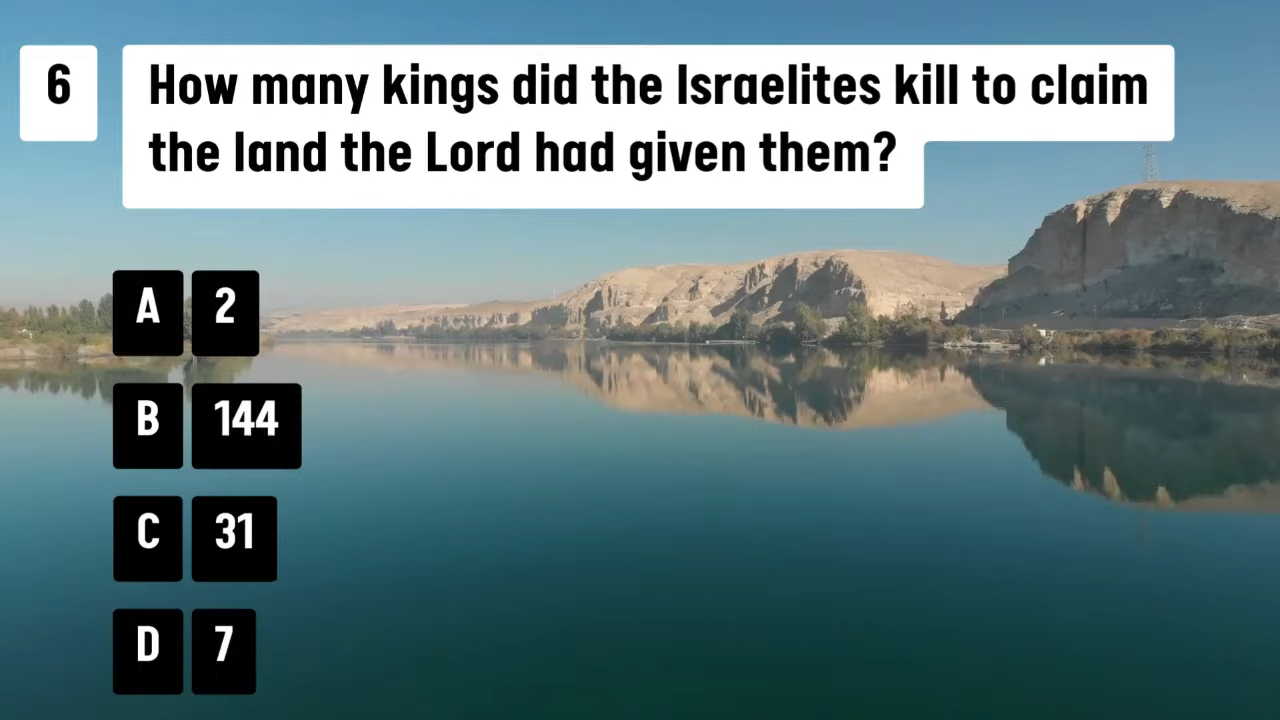 6
How many kings did the Israelites kill to claim
the land the Lord had given them?
A 2
B 144
C 31
D 7